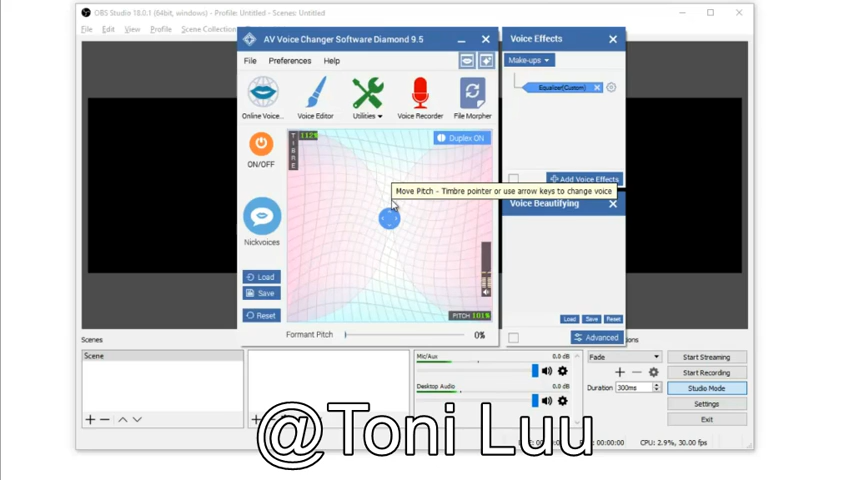 OBS Studio 18.0.1 (64bit, windows) - Profile: Untitled - Scenes: Untitled
File Edit View Profile Scene Collection
AV Voice Changer Software Diamond 9.5
File Preferences Help
Online Voice... Voice Editor Utilities Voice Recorder File Morpher
ON/OFF
Nickvoices
Load
Save
Reset
TIMBRE 112%
Duplex ON
Move Pitch - Timbre pointer or use arrow keys to change voice
PITCH 101%
Formant Pitch 0%
Voice Effects
Make-ups
Equalizer(Custom)
Add Voice Effects
Voice Beautifying
Load Save Reset
Advanced
Scenes
Scene
Mic/Aux 0.0 dB
Desktop Audio 0.0 dB
Fade
Duration 300ms
Start Streaming
Start Recording
Studio Mode
Settings
Exit
CPU: 2.9%, 30.00 fps
@Toni Luu